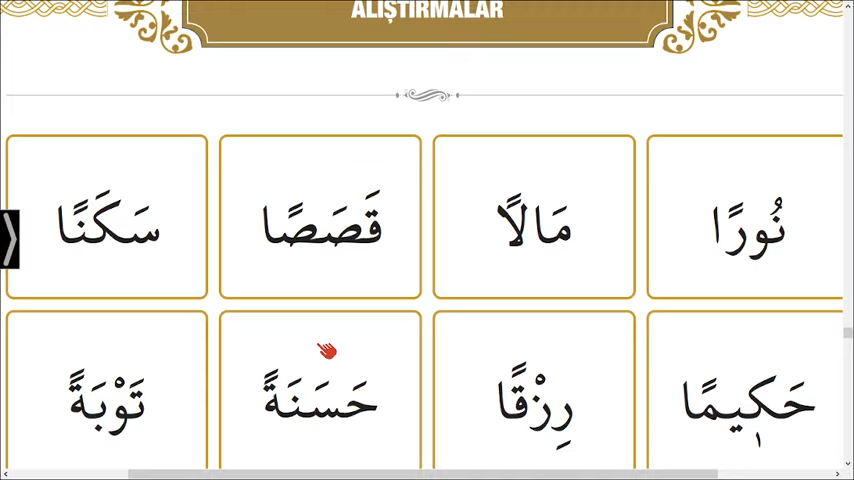 ALIŞTIRMALAR
نُورًا مَالًا قَصَصًا سَكَنًا
حَكٖيمًا رِزْقًا حَسَنَةً تَوْبَةً